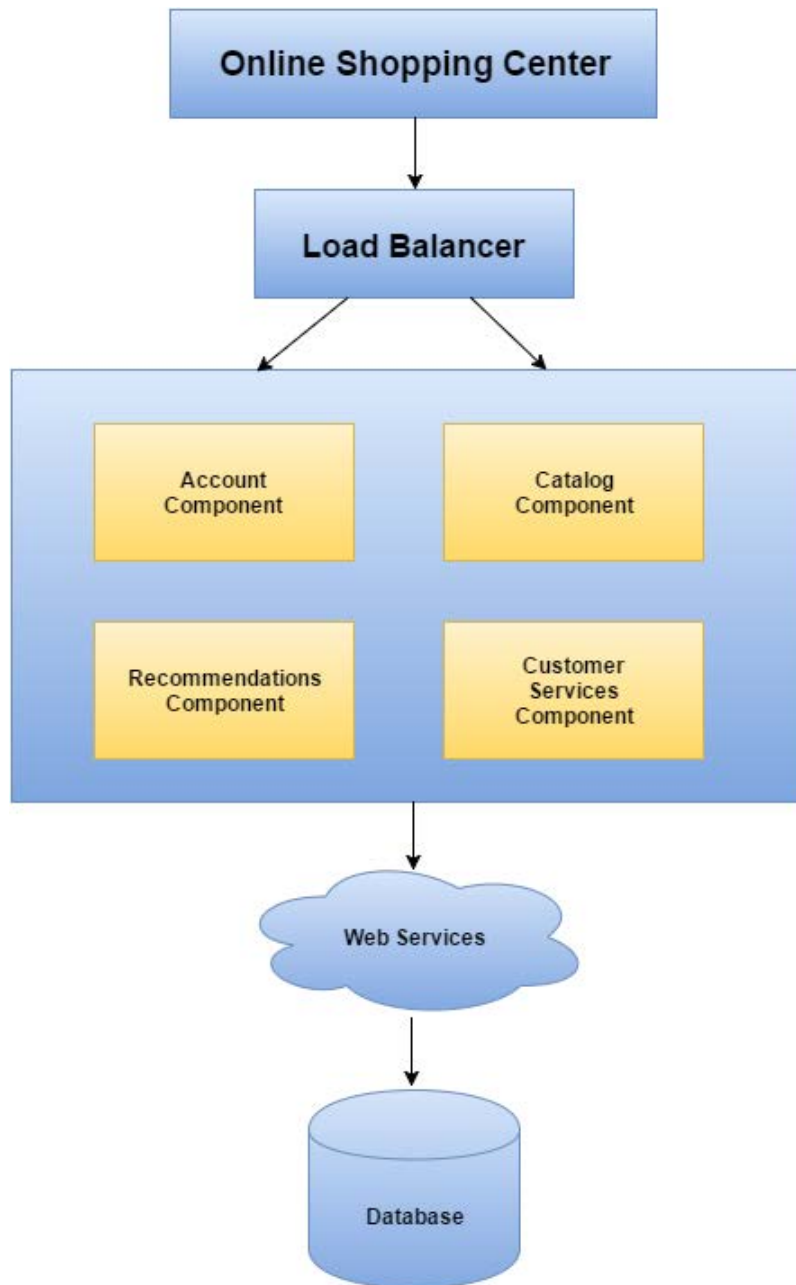 Online Shopping Center
Load Balancer
Account
Component
Catalog
Component
Recommendations
Component
Customer
Services
Component
Web Services
Database